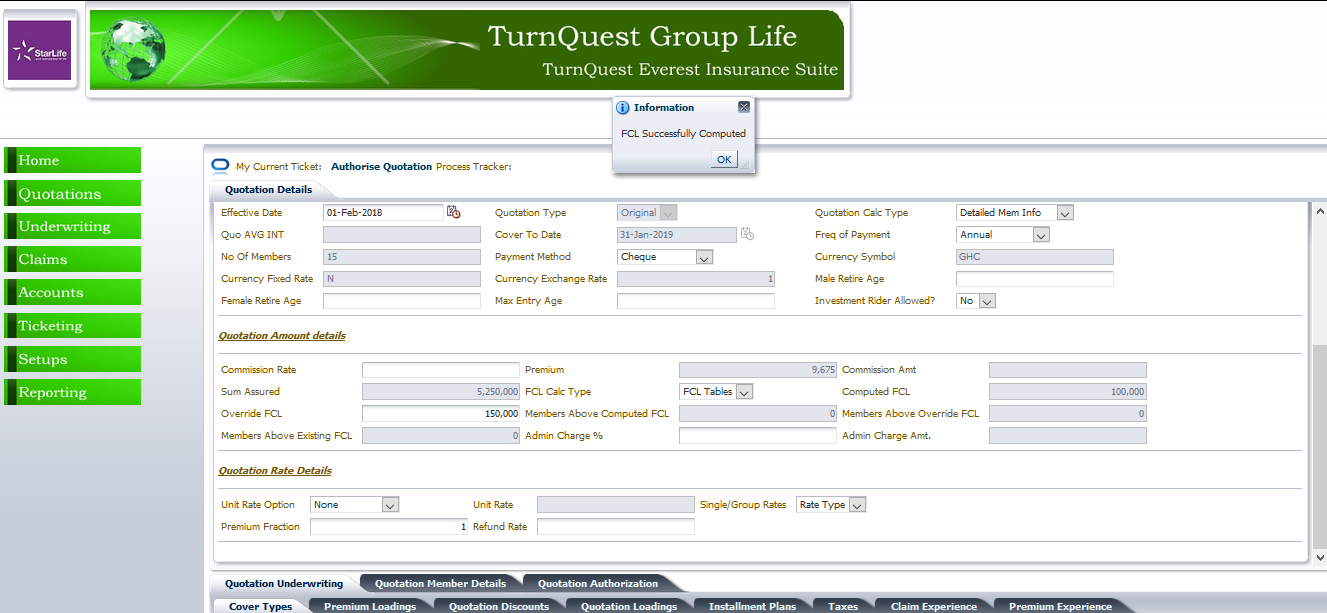 StarLife
TurnQuest Group Life
TurnQuest Everest Insurance Suite
Information
FCL Successfully Computed
OK
Home
Quotations
Underwriting
Claims
Accounts
Ticketing
Setups
Reporting
My Current Ticket: Authorise Quotation Process Tracker:
Quotation Details
Effective Date 01-Feb-2018 Quotation Type Original Quotation Calc Type Detailed Mem Info
Quo AVG INT Cover To Date 31-Jan-2019 Freq of Payment Annual
No Of Members 15 Payment Method Cheque Currency Symbol GHC
Currency Fixed Rate N Currency Exchange Rate 1 Male Retire Age
Female Retire Age Max Entry Age Investment Rider Allowed? No
Quotation Amount details
Commission Rate Premium 9,675 Commission Amt
Sum Assured 5,250,000 FCL Calc Type FCL Tables Computed FCL 100,000
Override FCL 150,000 Members Above Computed FCL 0 Members Above Override FCL 0
Members Above Existing FCL 0 Admin Charge % Admin Charge Amt.
Quotation Rate Details
Unit Rate Option None Unit Rate Single/Group Rates Rate Type
Premium Fraction 1 Refund Rate
Quotation Underwriting Quotation Member Details Quotation Authorization
Cover Types Premium Loadings Quotation Discounts Quotation Loadings Installment Plans Taxes Claim Experience Premium Experience